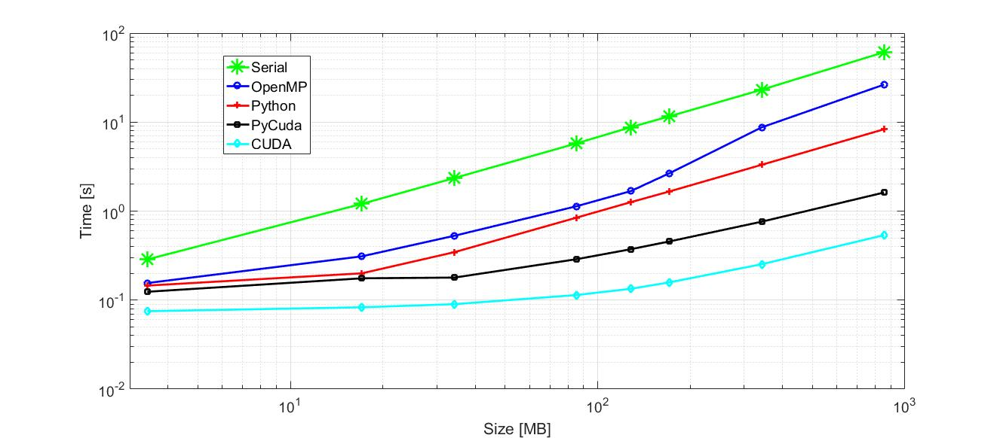 10^2
Serial
OpenMP
Python
PyCuda
CUDA
10^1
Time [s]
10^0
10^-1
10^-2
10^1 10^2 10^3
Size [MB]